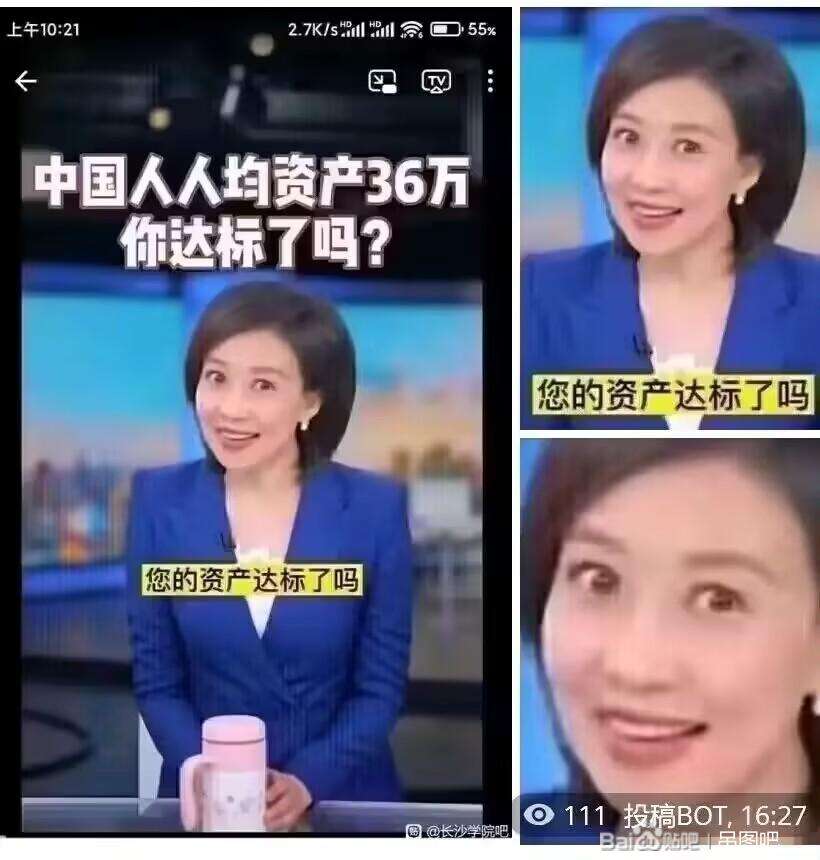 上午10:21
2.7K/s HD HD 55%
TV
中国人人均资产36万
你达标了吗?
您的资产达标了吗
@长沙学院吧
您的资产达标了吗
111 投稿BOT, 16:27
Bai贴吧 | 吊图吧